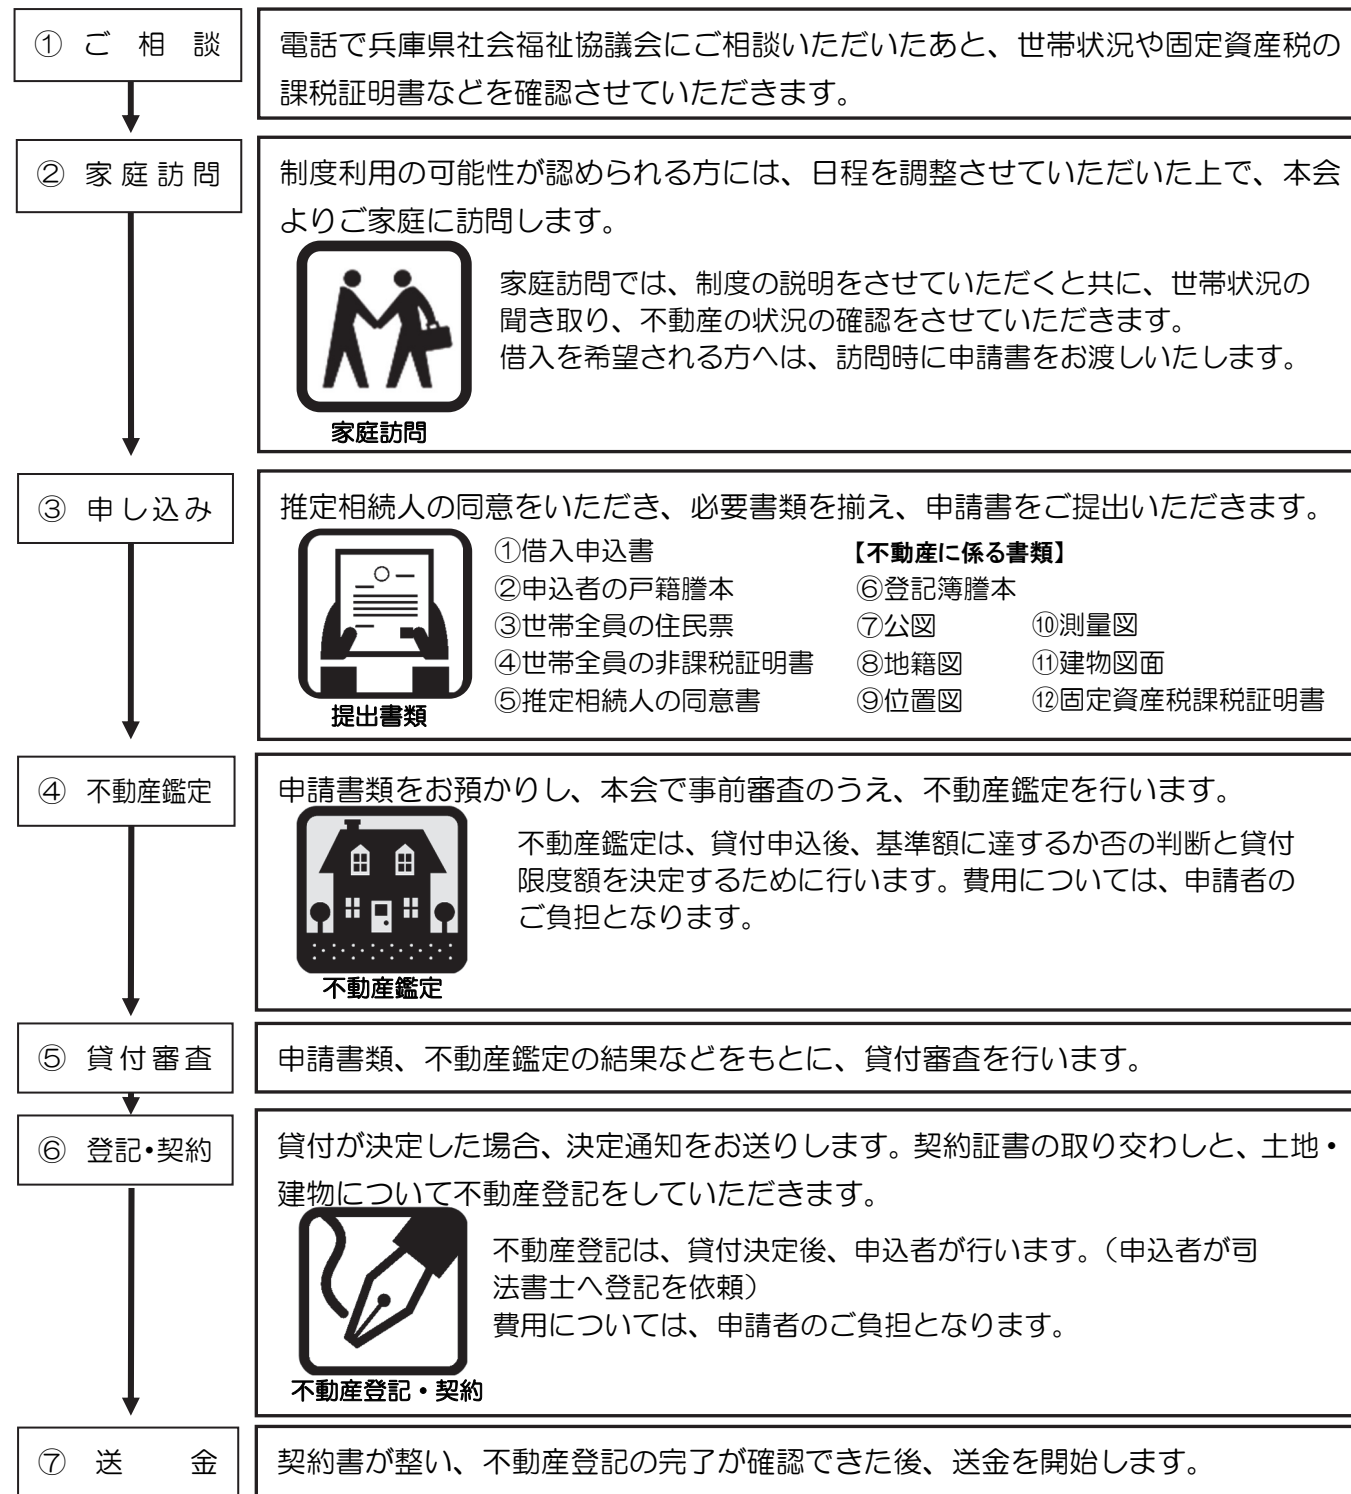 ① ご 相 談
電話で兵庫県社会福祉協議会にご相談いただいたあと、世帯状況や固定資産税の
課税証明書などを確認させていただきます。
② 家庭訪問
制度利用の可能性が認められる方には、日程を調整させていただいた上で、本会
よりご家庭に訪問します。
家庭訪問では、制度の説明をさせていただくと共に、世帯状況の
聞き取り、不動産の状況の確認をさせていただきます。
借入を希望される方へは、訪問時に申請書をお渡しいたします。
家庭訪問
③ 申し込み
推定相続人の同意をいただき、必要書類を揃え、申請書をご提出いただきます。
①借入申込書 【不動産に係る書類】
②申込者の戸籍謄本 ⑥登記簿謄本
③世帯全員の住民票 ⑦公図 ⑩測量図
④世帯全員の非課税証明書 ⑧地籍図 ⑪建物図面
⑤推定相続人の同意書 ⑨位置図 ⑫固定資産税課税証明書
提出書類
④ 不動産鑑定
申請書類をお預かりし、本会で事前審査のうえ、不動産鑑定を行います。
不動産鑑定は、貸付申込後、基準額に達するか否の判断と貸付
限度額を決定するために行います。費用については、申請者の
ご負担となります。
不動産鑑定
⑤ 貸付審査
申請書類、不動産鑑定の結果などをもとに、貸付審査を行います。
⑥ 登記・契約
貸付が決定した場合、決定通知をお送りします。契約証書の取り交わしと、土地・
建物について不動産登記をしていただきます。
不動産登記は、貸付決定後、申込者が行います。（申込者が司
法書士へ登記を依頼）
費用については、申請者のご負担となります。
不動産登記・契約
⑦ 送 金
契約書が整い、不動産登記の完了が確認できた後、送金を開始します。